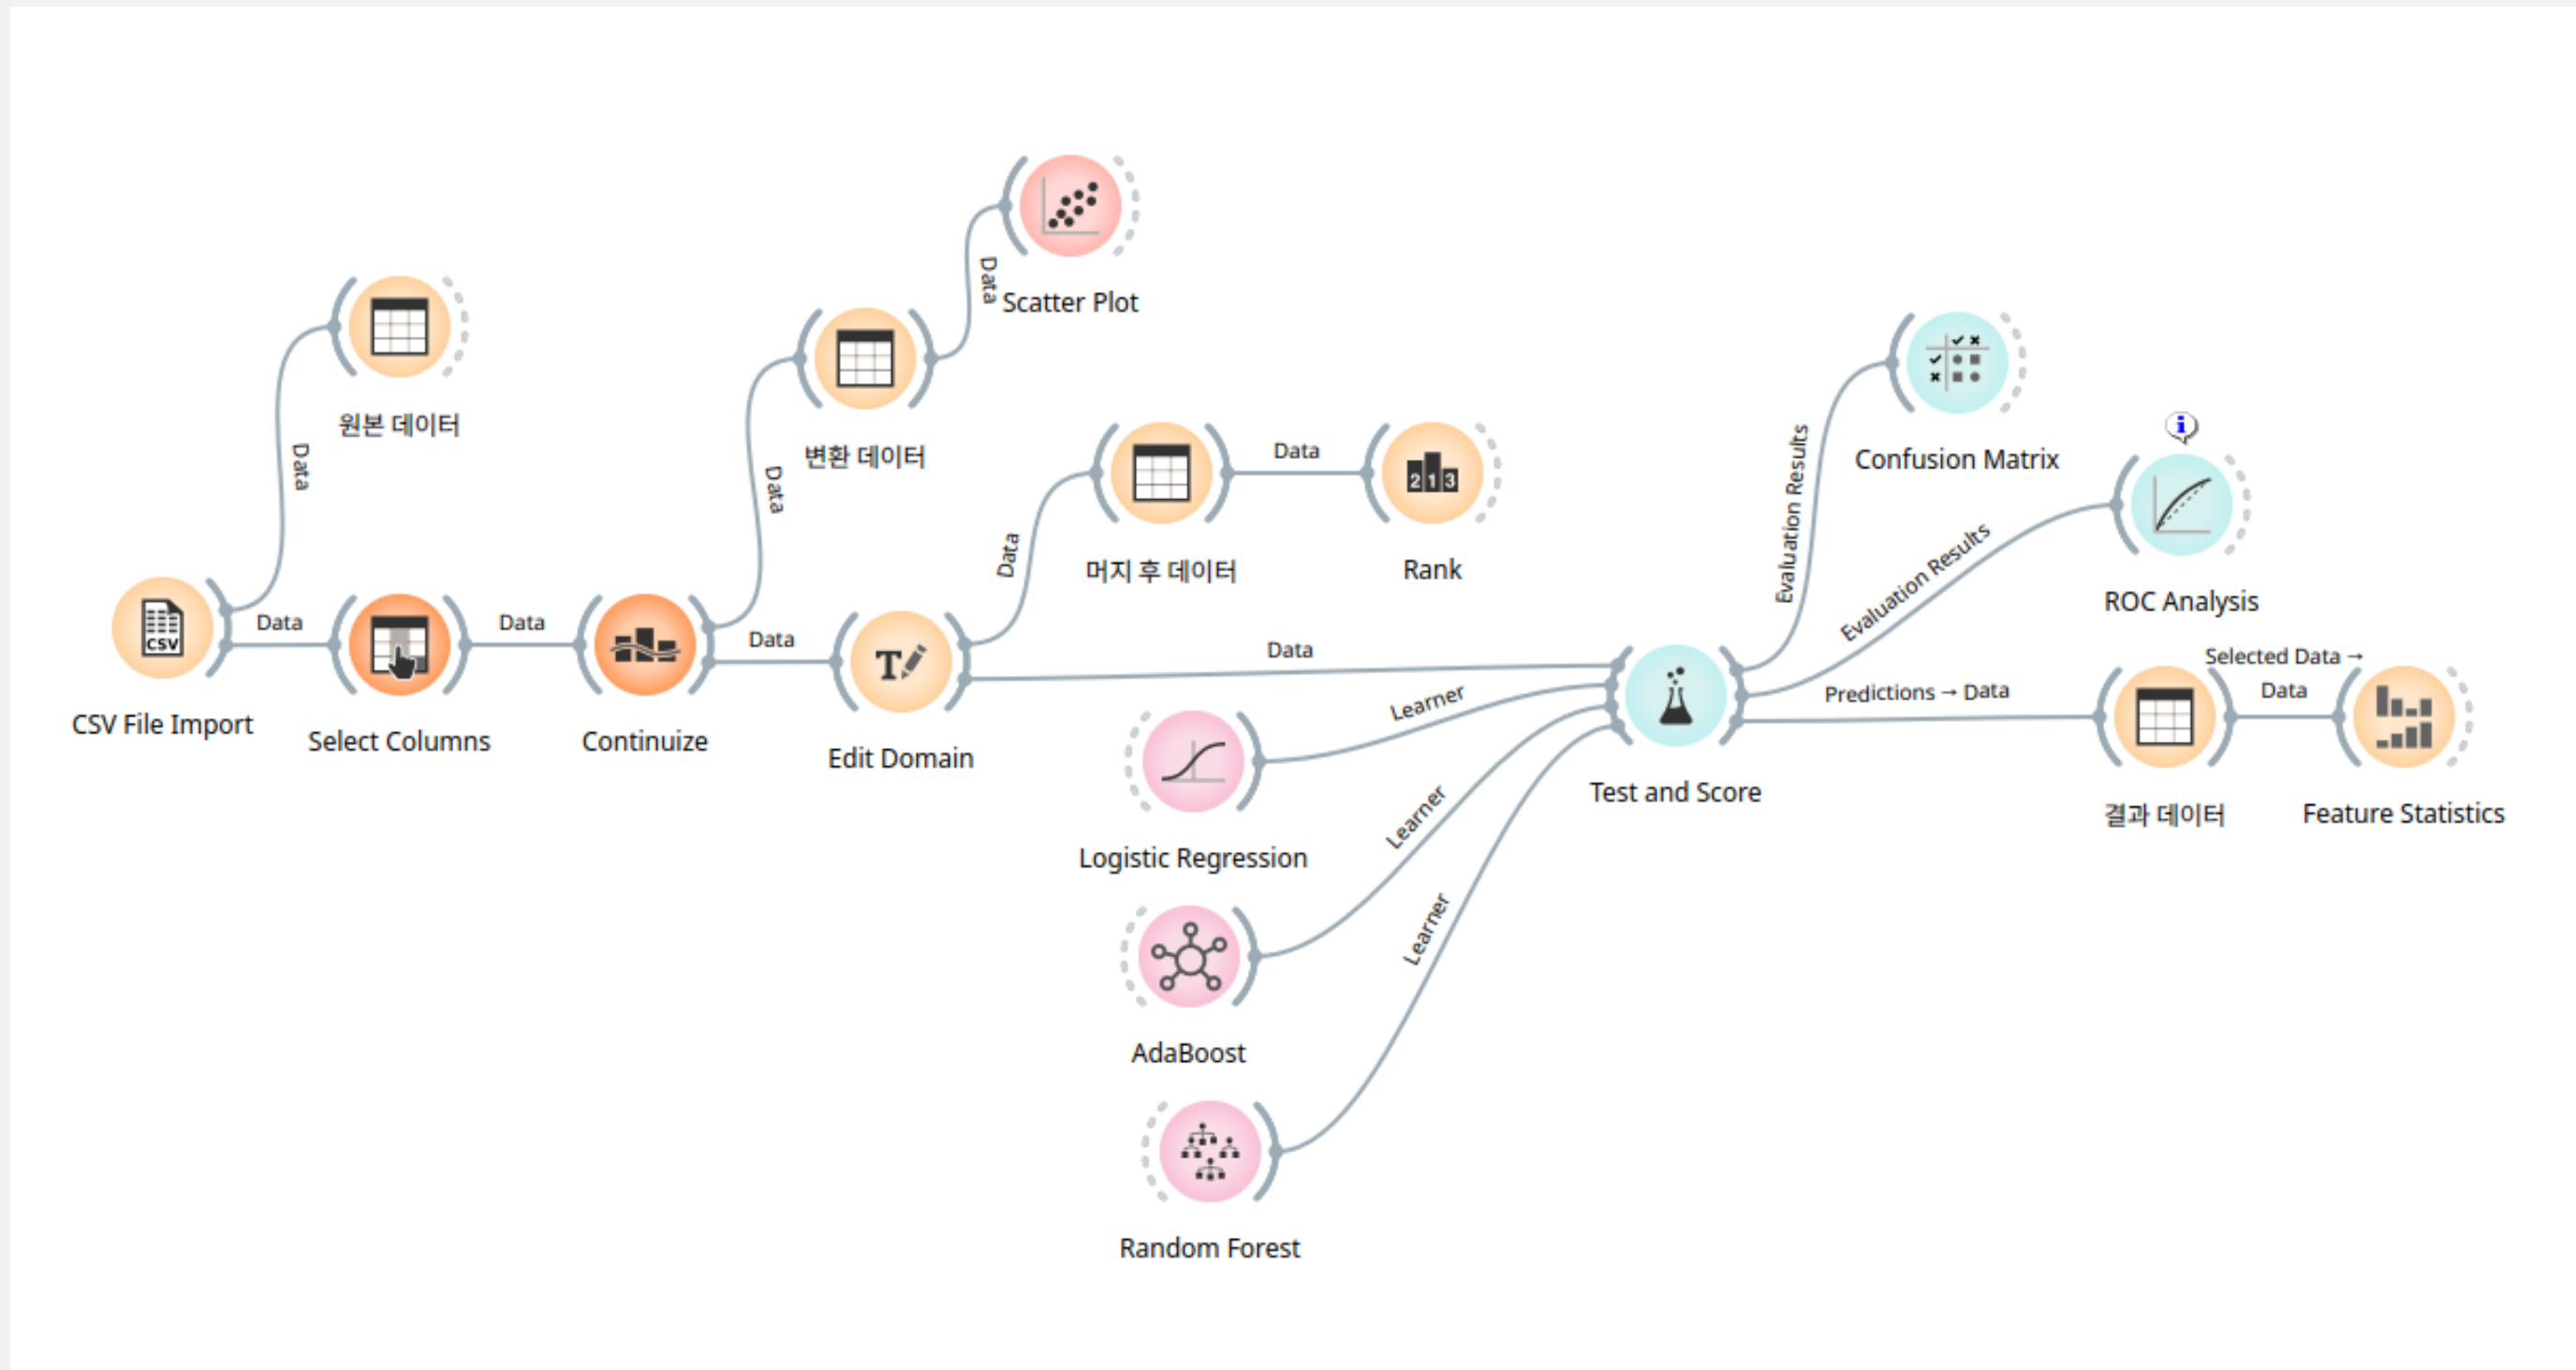 Data
Scatter Plot
원본 데이터
Data
변환 데이터
Data
Data
Rank
머지 후 데이터
Data
213
Evaluation Results
Confusion Matrix
Evaluation Results
ROC Analysis
CSV
Data
CSV File Import
Select Columns
Data
Continuize
Data
Edit Domain
Data
Learner
Logistic Regression
Learner
AdaBoost
Learner
Random Forest
Test and Score
Predictions → Data
결과 데이터
Selected Data →
Data
Feature Statistics